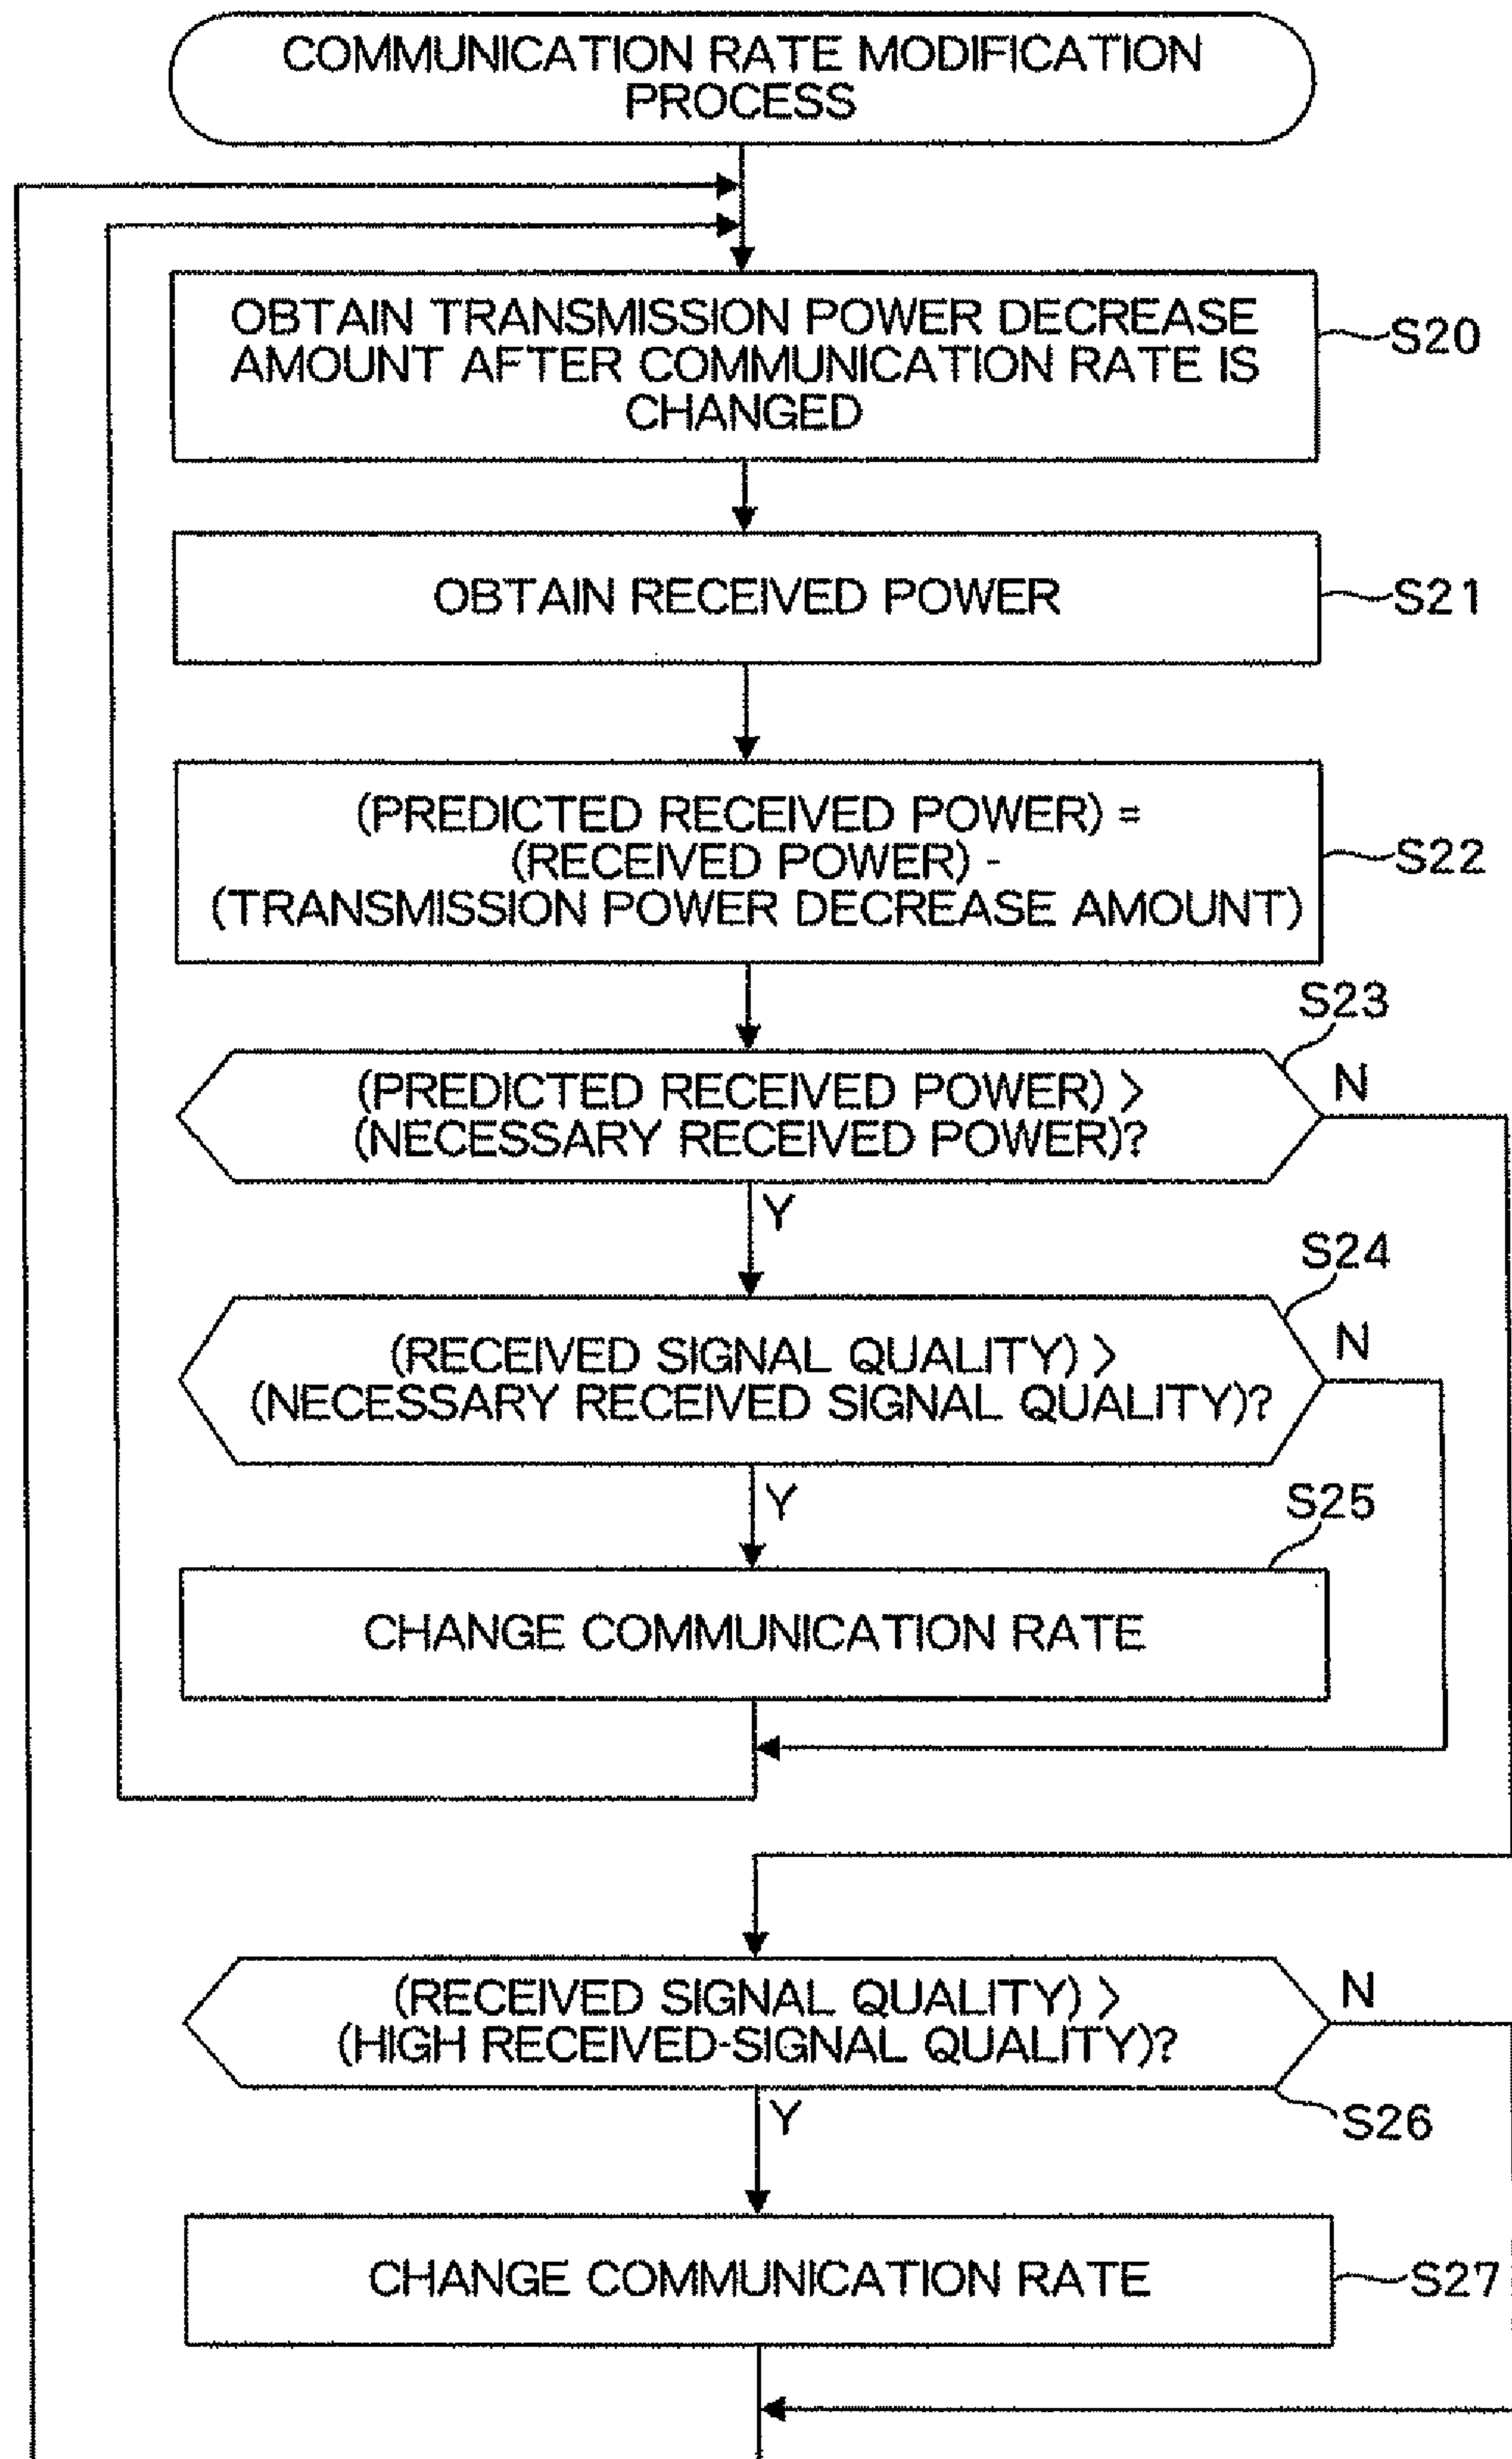 COMMUNICATION RATE MODIFICATION
PROCESS
OBTAIN TRANSMISSION POWER DECREASE
AMOUNT AFTER COMMUNICATION RATE IS
CHANGED
S20
OBTAIN RECEIVED POWER
S21
(PREDICTED RECEIVED POWER) =
(RECEIVED POWER) -
(TRANSMISSION POWER DECREASE AMOUNT)
S22
S23
(PREDICTED RECEIVED POWER) >
(NECESSARY RECEIVED POWER)?
N
Y
S24
(RECEIVED SIGNAL QUALITY) >
(NECESSARY RECEIVED SIGNAL QUALITY)?
N
Y
S25
CHANGE COMMUNICATION RATE
(RECEIVED SIGNAL QUALITY) >
(HIGH RECEIVED-SIGNAL QUALITY)?
N
S26
Y
CHANGE COMMUNICATION RATE
S27